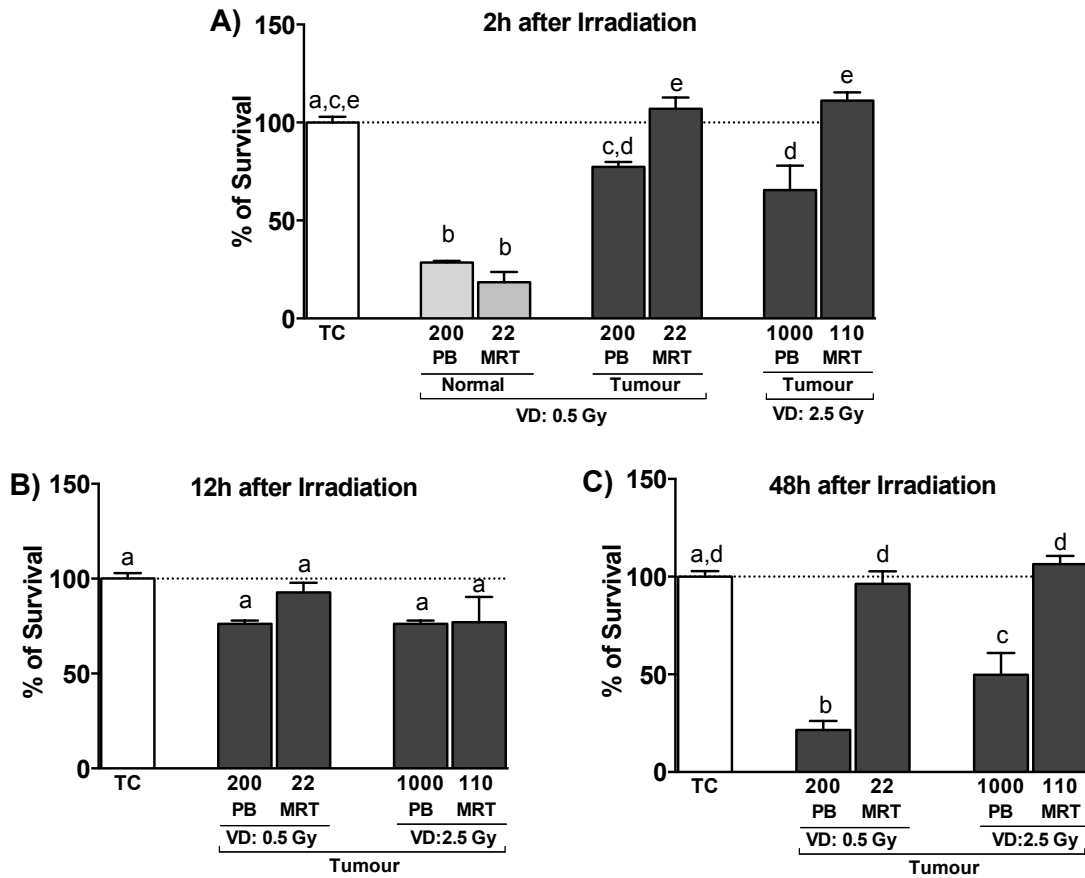 A)
2h after Irradiation
% of Survival
150
100
50
0
a,c,e
b
b
c,d
e
d
e
TC
200 22 200 22 1000 110
PB MRT PB MRT PB MRT
Normal Tumour Tumour
VD: 0.5 Gy VD: 2.5 Gy
B)
12h after Irradiation
% of Survival
150
100
50
0
a
a
a
a
a
TC
200 22 1000 110
PB MRT PB MRT
VD: 0.5 Gy VD:2.5 Gy
Tumour
C)
48h after Irradiation
% of Survival
150
100
50
0
a,d
b
d
c
d
TC
200 22 1000 110
PB MRT PB MRT
VD: 0.5 Gy VD:2.5 Gy
Tumour